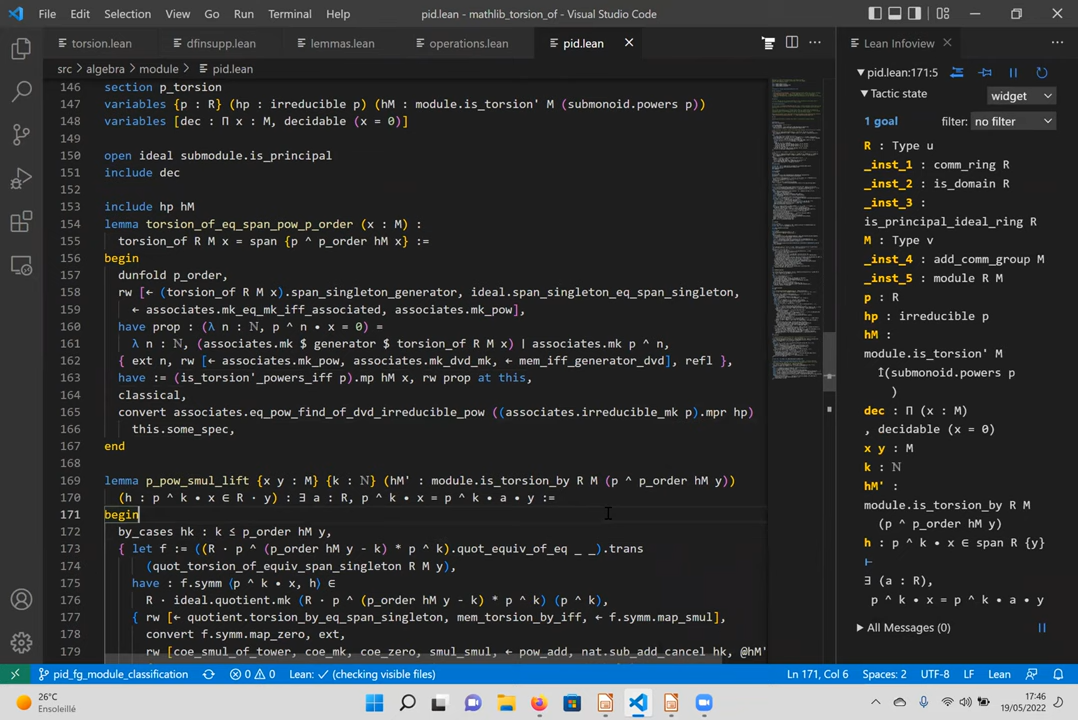 File Edit Selection View Go Run Terminal Help pid.lean - mathlib_torsion_of - Visual Studio Code
torsion.lean dfinsupp.lean lemmas.lean operations.lean pid.lean
src > algebra > module > pid.lean
146 section p_torsion
147 variables {p : R} (hp : irreducible p) (hM : module.is_torsion' M (submonoid.powers p))
148 variables [dec : Π x : M, decidable (x = 0)]
149
150 open ideal submodule.is_principal
151 include dec
152
153 include hp hM
154 lemma torsion_of_eq_span_pow_p_order (x : M) :
155 torsion_of R M x = span {p ^ p_order hM x} :=
156 begin
157 dunfold p_order,
158 rw [← (torsion_of R M x).span_singleton_generator, ideal.span_singleton_eq_span_singleton,
159 ← associates.mk_eq_mk_iff_associated, associates.mk_pow],
160 have prop : (λ n : ℕ, p ^ n • x = 0) =
161 λ n : ℕ, (associates.mk $ generator $ torsion_of R M x) ∣ associates.mk p ^ n,
162 { ext n, rw [← associates.mk_pow, associates.mk_dvd_mk, ← mem_iff_generator_dvd], refl },
163 have := (is_torsion'_powers_iff p).mp hM x, rw prop at this,
164 classical,
165 convert associates.eq_pow_find_of_dvd_irreducible_pow ((associates.irreducible_mk p).mpr hp)
166 this.some_spec,
167 end
168
169 lemma p_pow_smul_lift {x y : M} {k : ℕ} (hM' : module.is_torsion_by R M (p ^ p_order hM y))
170 (h : p ^ k • x ∈ R ∙ y) : ∃ a : R, p ^ k • x = p ^ k • a • y :=
171 begin
172 by_cases hk : k ≤ p_order hM y,
173 { let f := ((R ∙ p ^ (p_order hM y - k) * p ^ k).quot_equiv_of_eq _ _).trans
174 (quot_torsion_of_equiv_span_singleton R M y),
175 have : f.symm ⟨p ^ k • x, h⟩ ∈
176 R ∙ ideal.quotient.mk (R ∙ p ^ (p_order hM y - k) * p ^ k) (p ^ k),
177 { rw [← quotient.torsion_by_eq_span_singleton, mem_torsion_by_iff, ← f.symm.map_smul],
178 convert f.symm.map_zero, ext,
179 rw [coe_smul_of_tower, coe_mk, coe_zero, smul_smul, ← pow_add, nat.sub_add_cancel hk, @hM'
Lean Infoview
pid.lean:171:5
Tactic state widget
1 goal filter: no filter
R : Type u
_inst_1 : comm_ring R
_inst_2 : is_domain R
_inst_3 :
is_principal_ideal_ring R
M : Type v
_inst_4 : add_comm_group M
_inst_5 : module R M
p : R
hp : irreducible p
hM :
module.is_torsion' M
↥(submonoid.powers p
)
dec : Π (x : M)
, decidable (x = 0)
x y : M
k : ℕ
hM' :
module.is_torsion_by R M
(p ^ p_order hM y)
h : p ^ k • x ∈ span R {y}
⊢
∃ (a : R),
p ^ k • x = p ^ k • a • y
All Messages (0)
pid_fg_module_classification 0 0 Lean: (checking visible files) Ln 171, Col 6 Spaces: 2 UTF-8 LF Lean
26°C
Ensoleillé
17:46
19/05/2022